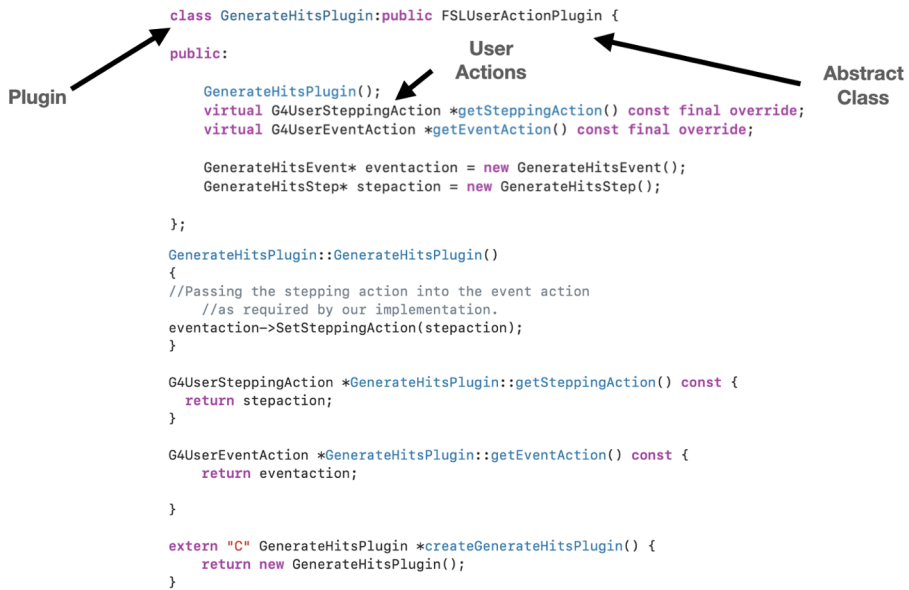 class GenerateHitsPlugin:public FSLUserActionPlugin {
public:
User
Actions
Plugin
Abstract
Class
GenerateHitsPlugin();
virtual G4UserSteppingAction *getSteppingAction() const final override;
virtual G4UserEventAction *getEventAction() const final override;
GenerateHitsEvent* eventaction = new GenerateHitsEvent();
GenerateHitsStep* stepaction = new GenerateHitsStep();
};
GenerateHitsPlugin::GenerateHitsPlugin()
{
//Passing the stepping action into the event action
//as required by our implementation.
eventaction->SetSteppingAction(stepaction);
}
G4UserSteppingAction *GenerateHitsPlugin::getSteppingAction() const {
return stepaction;
}
G4UserEventAction *GenerateHitsPlugin::getEventAction() const {
return eventaction;
}
extern "C" GenerateHitsPlugin *createGenerateHitsPlugin() {
return new GenerateHitsPlugin();
}